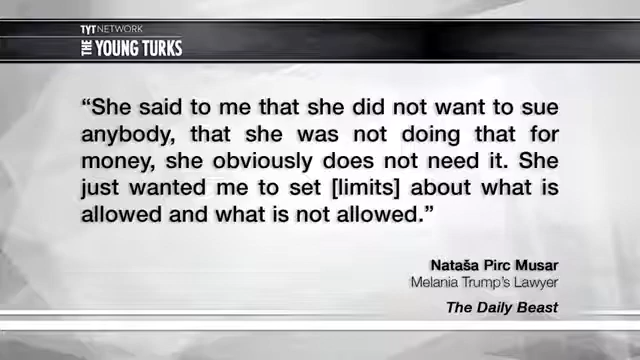 TYT NETWORK
THE YOUNG TURKS
“She said to me that she did not want to sue
anybody, that she was not doing that for
money, she obviously does not need it. She
just wanted me to set [limits] about what is
allowed and what is not allowed.”
Nataša Pirc Musar
Melania Trump’s Lawyer
The Daily Beast